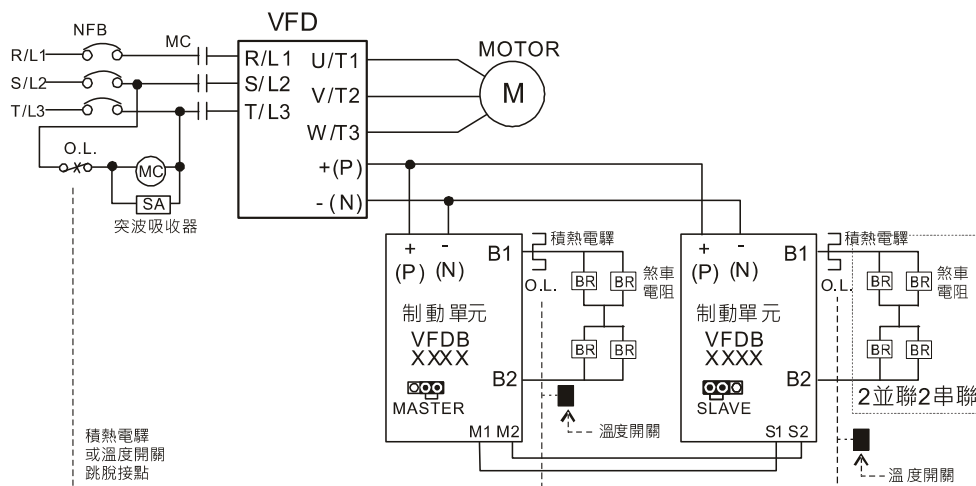 NFB
MC
VFD
R/L1
S/L2
T/L3
R/L1
S/L2
T/L3
U/T1
V/T2
W/T3
MOTOR
M
O.L.
MC
SA
突波吸收器
+(P)
-(N)
+
(P)
-
(N)
B1
積熱電驛
O.L.
BR
BR
煞車
電阻
BR
BR
制動單元
VFDB
XXXX
MASTER
B2
M1 M2
溫度開關
+
(P)
-
(N)
B1
積熱電驛
O.L.
BR
BR
煞車
電阻
BR
BR
制動單元
VFDB
XXXX
SLAVE
B2
2並聯2串聯
S1 S2
溫度開關
積熱電驛
或溫度開關
跳脫接點